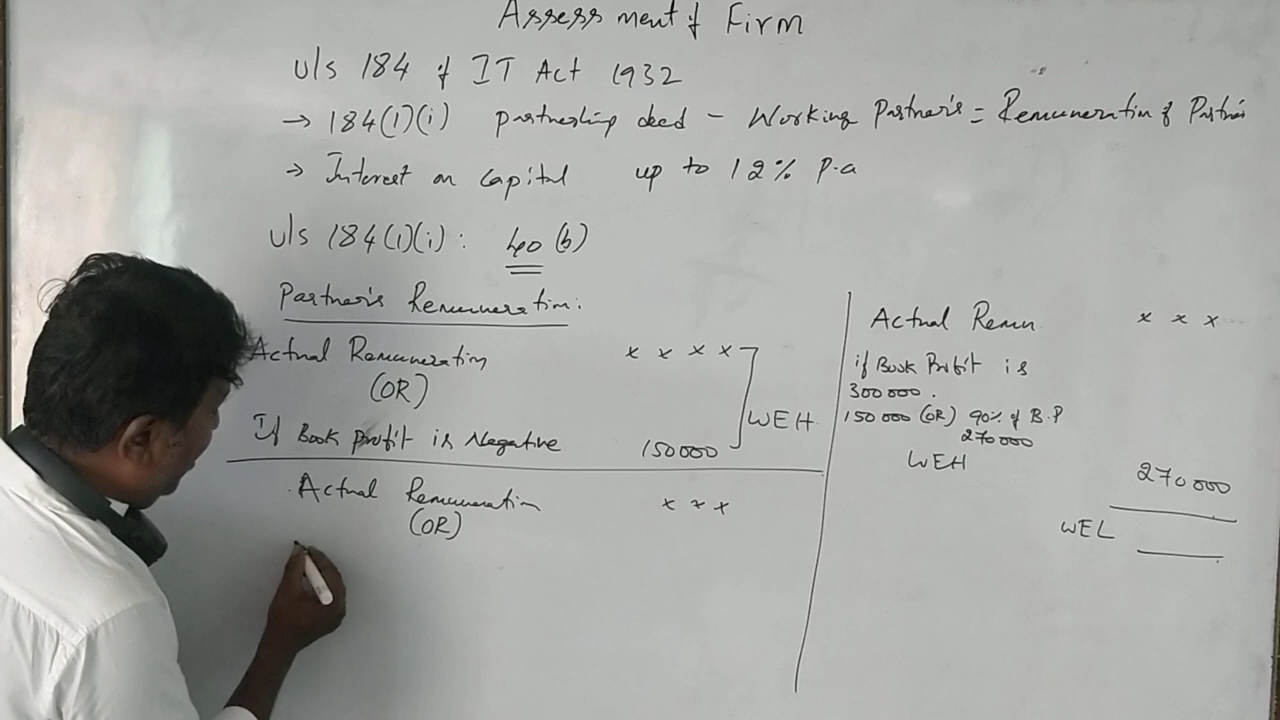 Assessment of Firm
u/s 184 of IT Act 1932
→ 184(1)(i) partnership deed - Working Partner's = Remuneration of Partner's
→ Interest on capital up to 12% p.a
u/s 184(1)(i) : 40 (b)
Partner's Remuneration:
Actual Remuneration x x x x
(OR)
WEH
If Book profit is Negative 150000
Actual Remuneration x x x
(OR)
Actual Remun x x x
if Book Profit is
300000.
150000 (OR) 90% of B.P
270000
WEH
270000
WEL